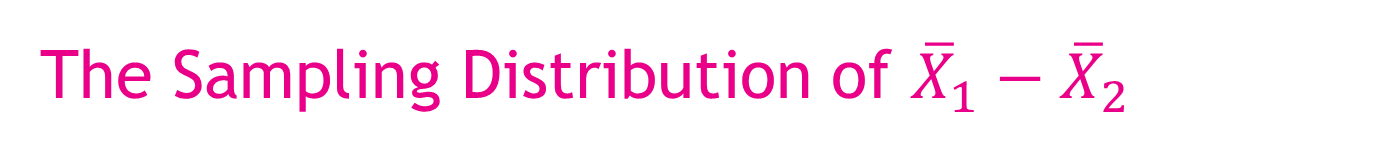 The Sampling Distribution of X̄₁ − X̄₂